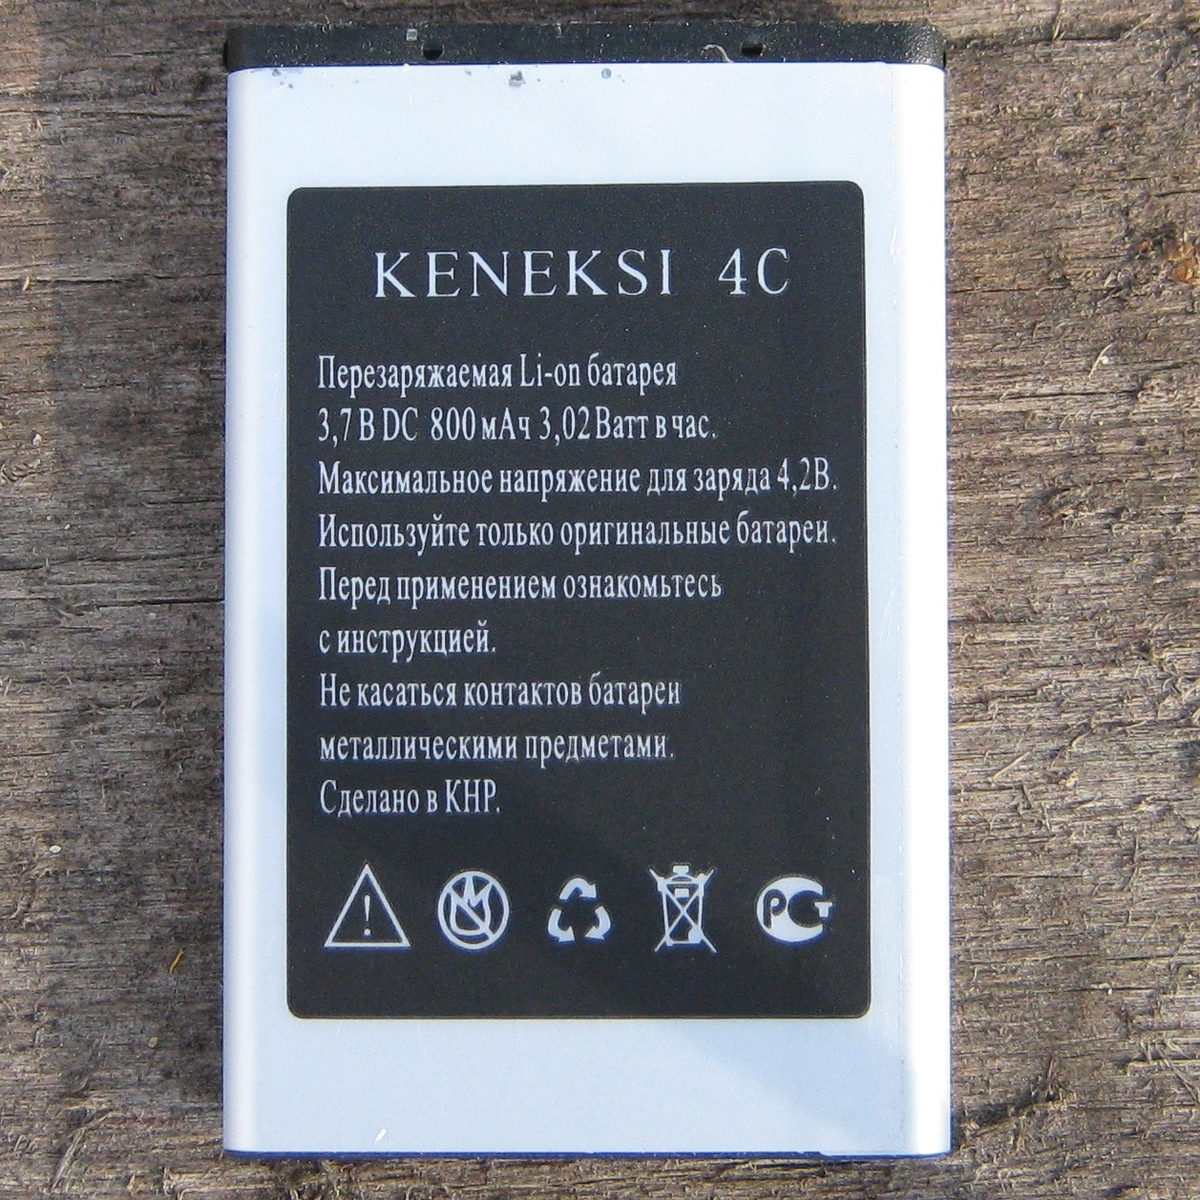 KENEKSI 4C
Перезаряжаемая Li-on батарея
3,7 В DC 800 мАч 3,02 Ватт в час.
Максимальное напряжение для заряда 4,2В.
Используйте только оригинальные батареи.
Перед применением ознакомьтесь
с инструкцией.
Не касаться контактов батареи
металлическими предметами.
Сделано в КНР.
РСТ